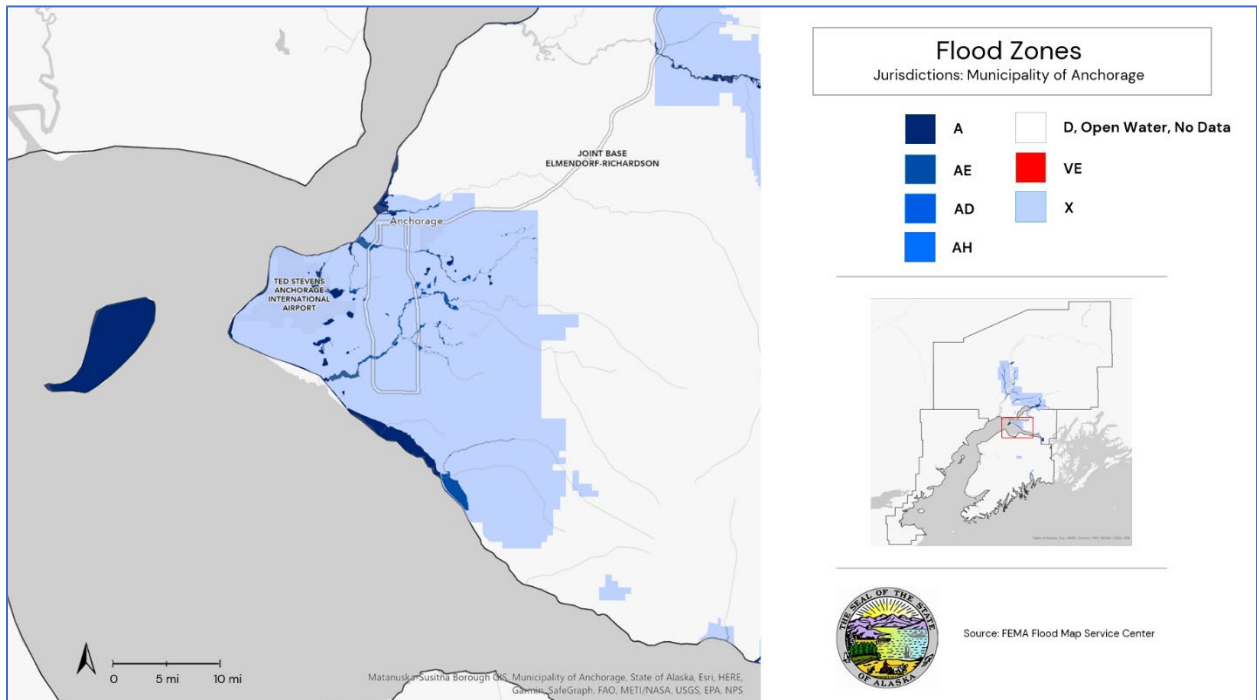 Flood Zones
Jurisdictions: Municipality of Anchorage
A
AE
AD
AH
D, Open Water, No Data
VE
X
JOINT BASE
ELMENDORF-RICHARDSON
Anchorage
TED STEVENS
ANCHORAGE
INTERNATIONAL
AIRPORT
0
5 mi
10 mi
Matanuska-Susitna Borough GIS, Municipality of Anchorage, State of Alaska, Esri, HERE,
Garmin, SafeGraph, FAO, METI/NASA, USGS, EPA, NPS
THE SEAL OF THE STATE
OF ALASKA
Source: FEMA Flood Map Service Center